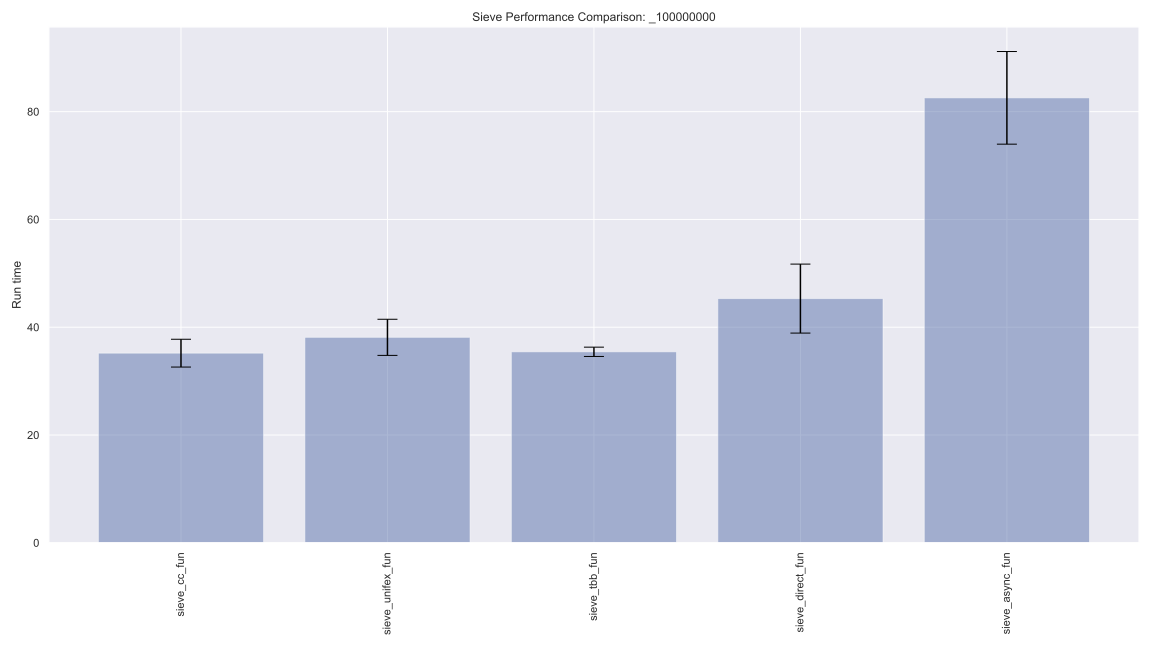 Sieve Performance Comparison: _100000000
Run time
80
60
40
20
0
sieve_cc_fun
sieve_unifex_fun
sieve_tbb_fun
sieve_direct_fun
sieve_async_fun